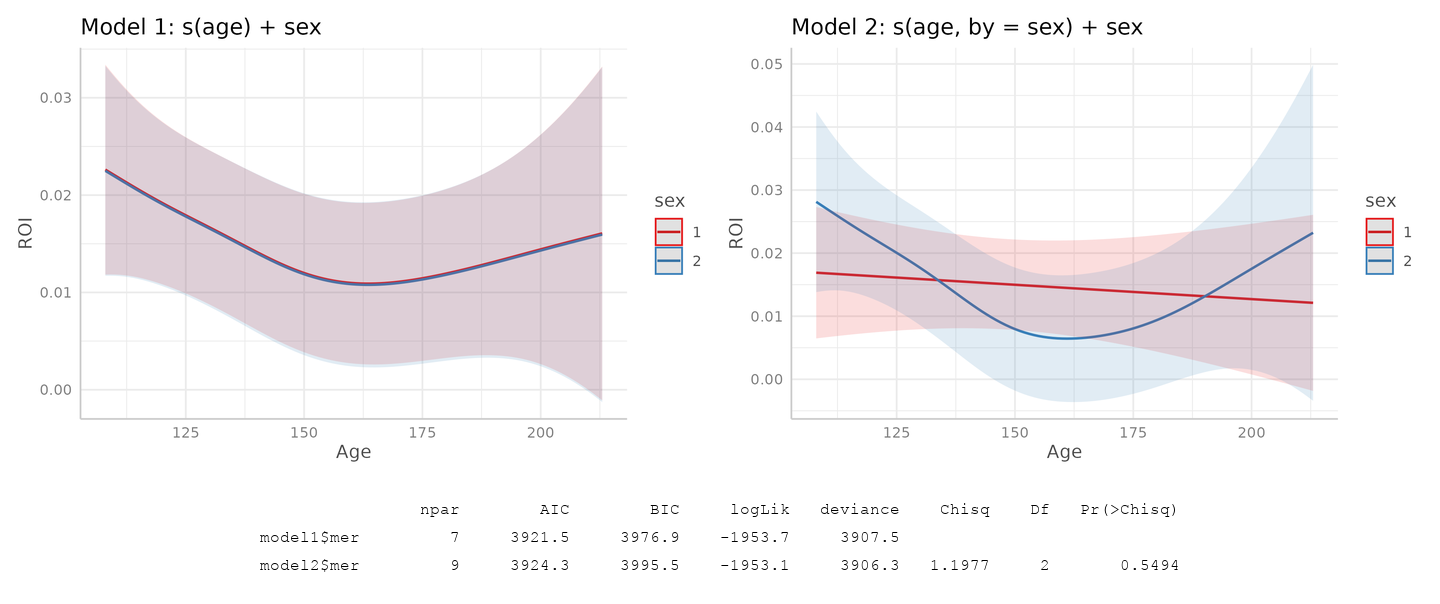 Model 1: s(age) + sex
0.03
0.02
0.01
0.00
ROI
125 150 175 200
Age
sex
1
2
Model 2: s(age, by = sex) + sex
0.05
0.04
0.03
0.02
0.01
0.00
ROI
125 150 175 200
Age
sex
1
2
npar AIC BIC logLik deviance Chisq Df Pr(>Chisq)
model1$mer 7 3921.5 3976.9 -1953.7 3907.5
model2$mer 9 3924.3 3995.5 -1953.1 3906.3 1.1977 2 0.5494